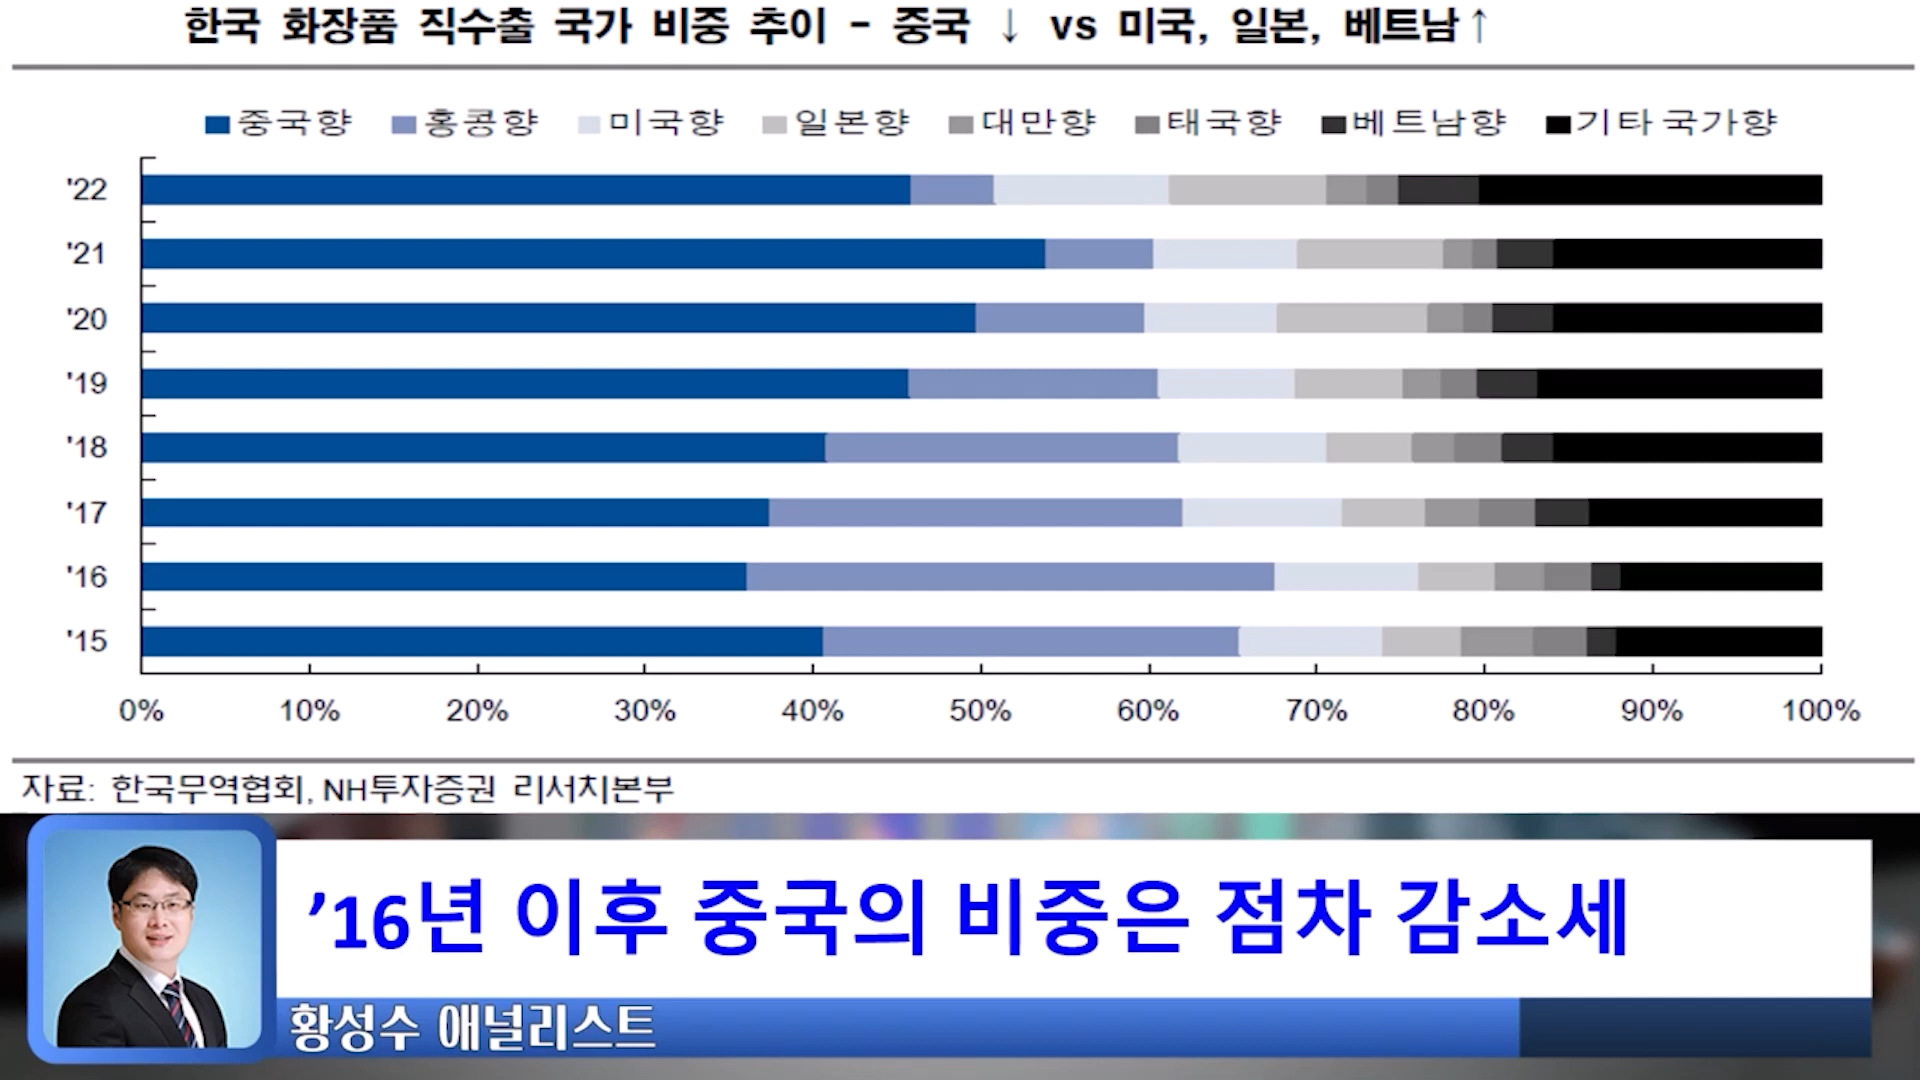 한국 화장품 직수출 국가 비중 추이 - 중국 ↓ vs 미국, 일본, 베트남↑
중국향 홍콩향 미국향 일본향 대만향 태국향 베트남향 기타 국가향
'22
'21
'20
'19
'18
'17
'16
'15
0% 10% 20% 30% 40% 50% 60% 70% 80% 90% 100%
자료: 한국무역협회, NH투자증권 리서치본부
’16년 이후 중국의 비중은 점차 감소세
황성수 애널리스트